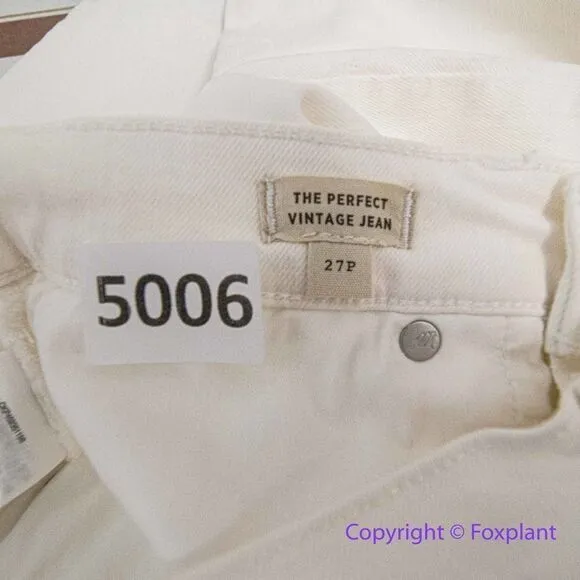 THE PERFECT
VINTAGE JEAN
27P
5006
Copyright © Foxplant